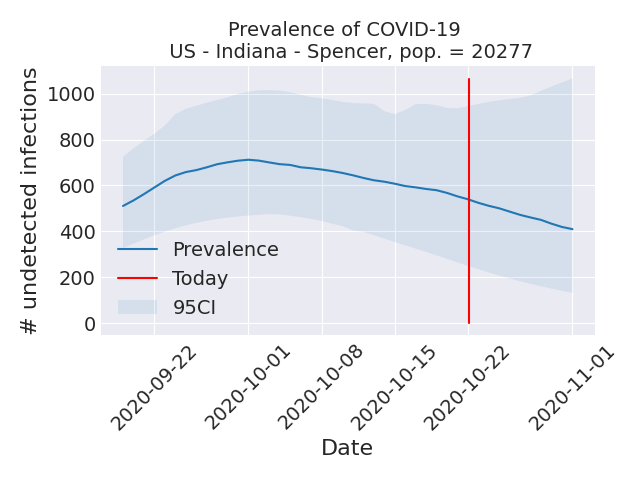 Prevalence of COVID-19
US - Indiana - Spencer, pop. = 20277
# undetected infections
1000
800
600
400
200
0
Prevalence
Today
95CI
2020-09-22
2020-10-01
2020-10-08
2020-10-15
2020-10-22
2020-11-01
Date